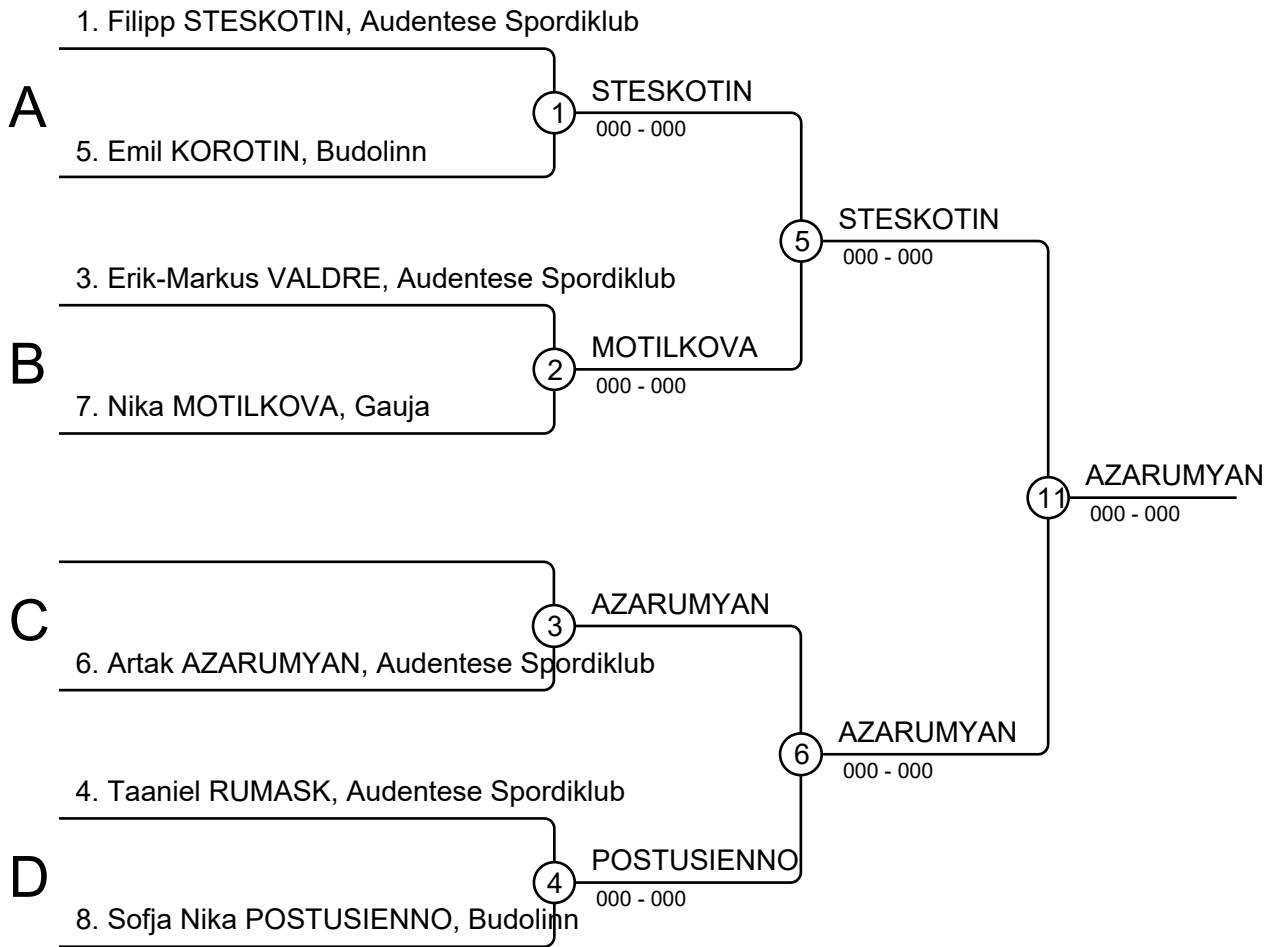 1. Filipp STESKOTIN, Audentese Spordiklub
A
1
STESKOTIN
000 - 000
5. Emil KOROTIN, Budolinn
5
STESKOTIN
000 - 000
3. Erik-Markus VALDRE, Audentese Spordiklub
B
2
MOTILKOVA
000 - 000
7. Nika MOTILKOVA, Gauja
11
AZARUMYAN
000 - 000
C
3
AZARUMYAN
6. Artak AZARUMYAN, Audentese Spordiklub
6
AZARUMYAN
000 - 000
4. Taaniel RUMASK, Audentese Spordiklub
D
4
POSTUSIENNO
000 - 000
8. Sofja Nika POSTUSIENNO, Budolinn